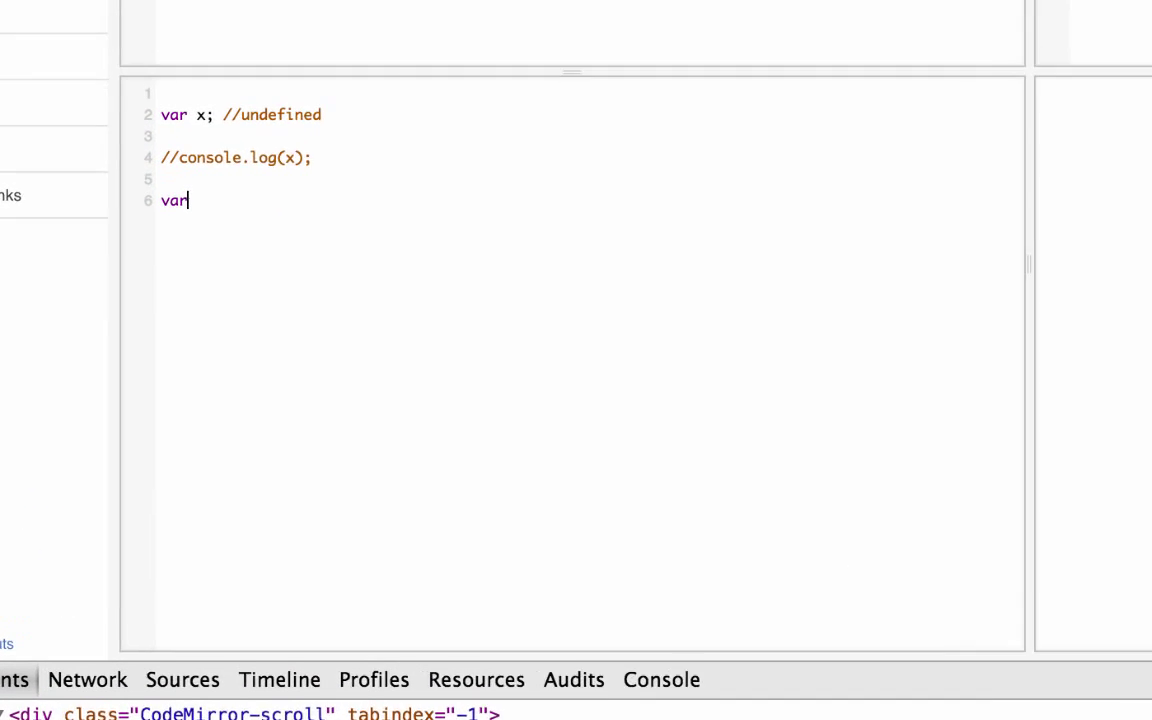 1
2 var x; //undefined
3
4 //console.log(x);
5
nks
6 var
nts Network Sources Timeline Profiles Resources Audits Console
<div class="CodeMirror-scroll" tabindex="-1">